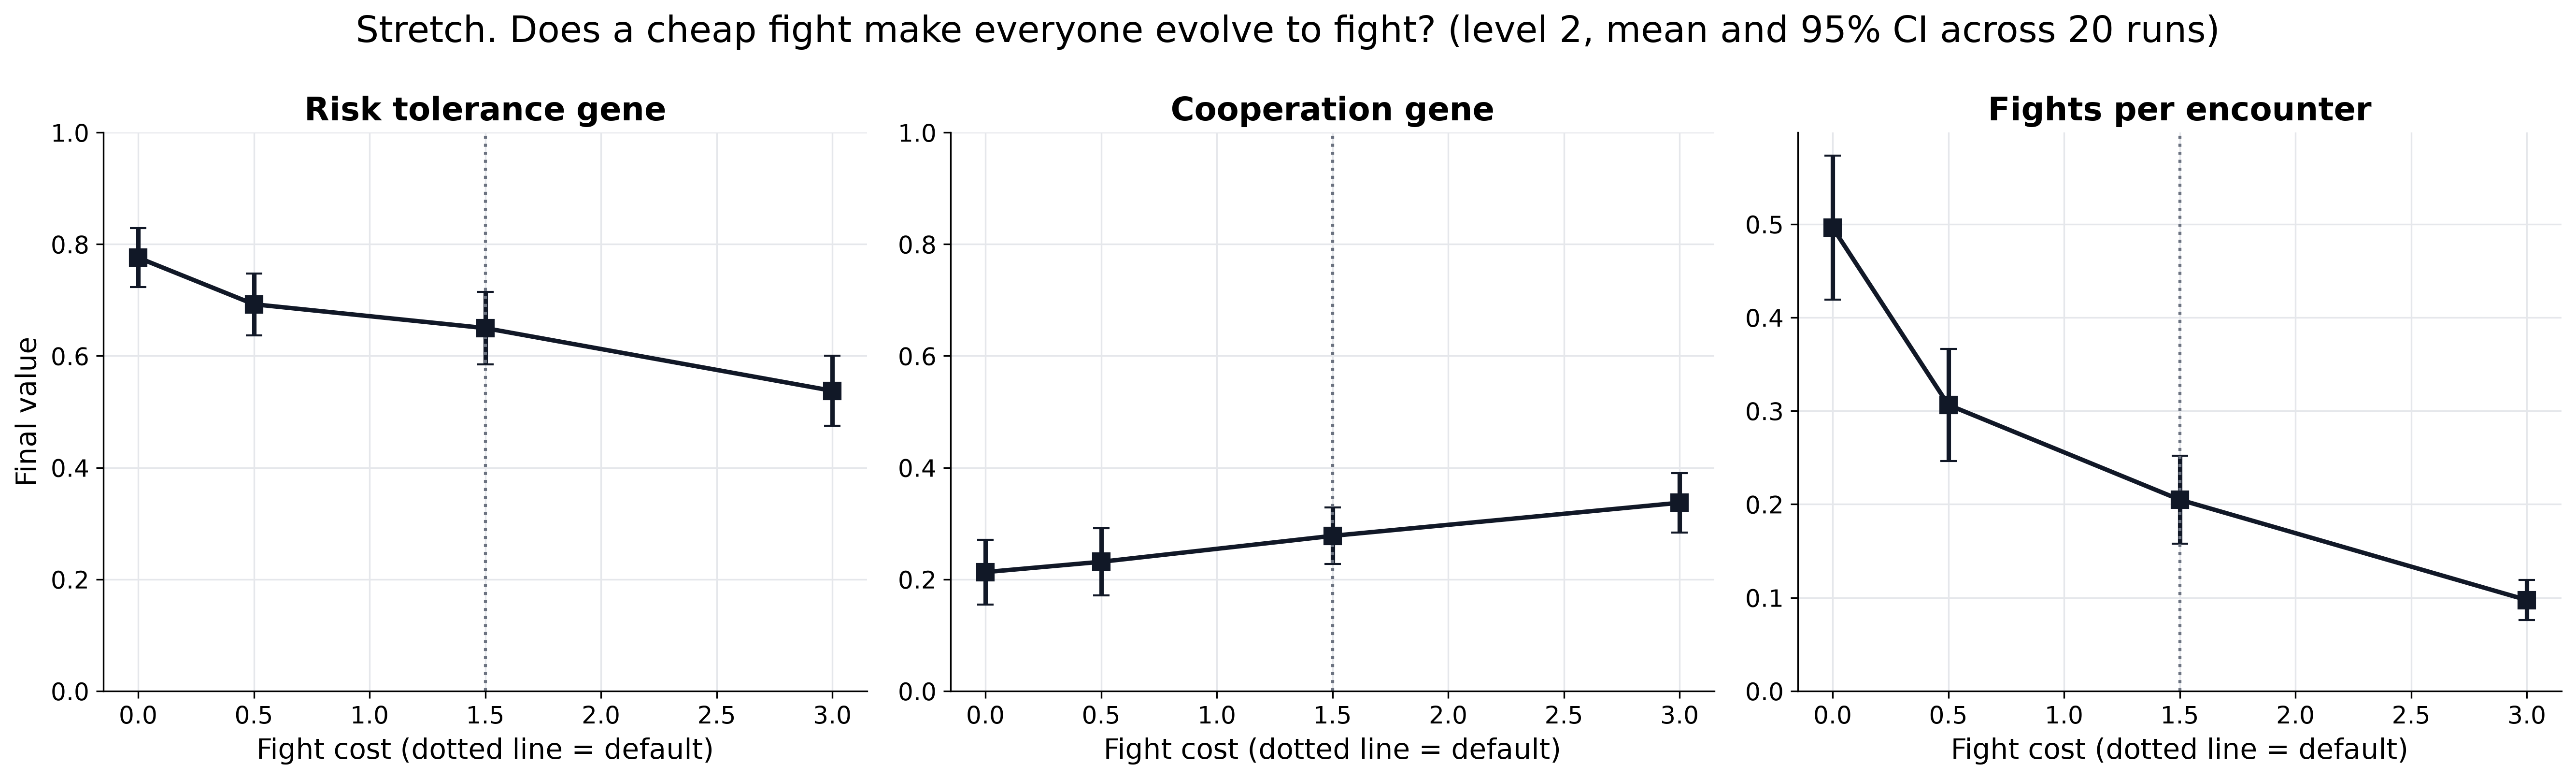 Stretch. Does a cheap fight make everyone evolve to fight? (level 2, mean and 95% CI across 20 runs)
Risk tolerance gene
Final value
1.0
0.8
0.6
0.4
0.2
0.0
0.0 0.5 1.0 1.5 2.0 2.5 3.0
Fight cost (dotted line = default)
Cooperation gene
1.0
0.8
0.6
0.4
0.2
0.0
0.0 0.5 1.0 1.5 2.0 2.5 3.0
Fight cost (dotted line = default)
Fights per encounter
0.5
0.4
0.3
0.2
0.1
0.0
0.0 0.5 1.0 1.5 2.0 2.5 3.0
Fight cost (dotted line = default)